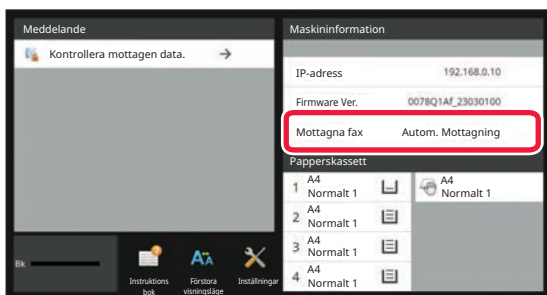 Meddelande
Kontrollera mottagen data.
Maskininformation
IP-adress 192.168.0.10
Firmware Ver. 0078Q1Af_23030100
Mottagna fax Autom. Mottagning
Papperskassett
1 A4
Normalt 1
A4
Normalt 1
2 A4
Normalt 1
3 A4
Normalt 1
4 A4
Normalt 1
Bk
Instruktions
bok
Förstora
visningsläge
Inställningar